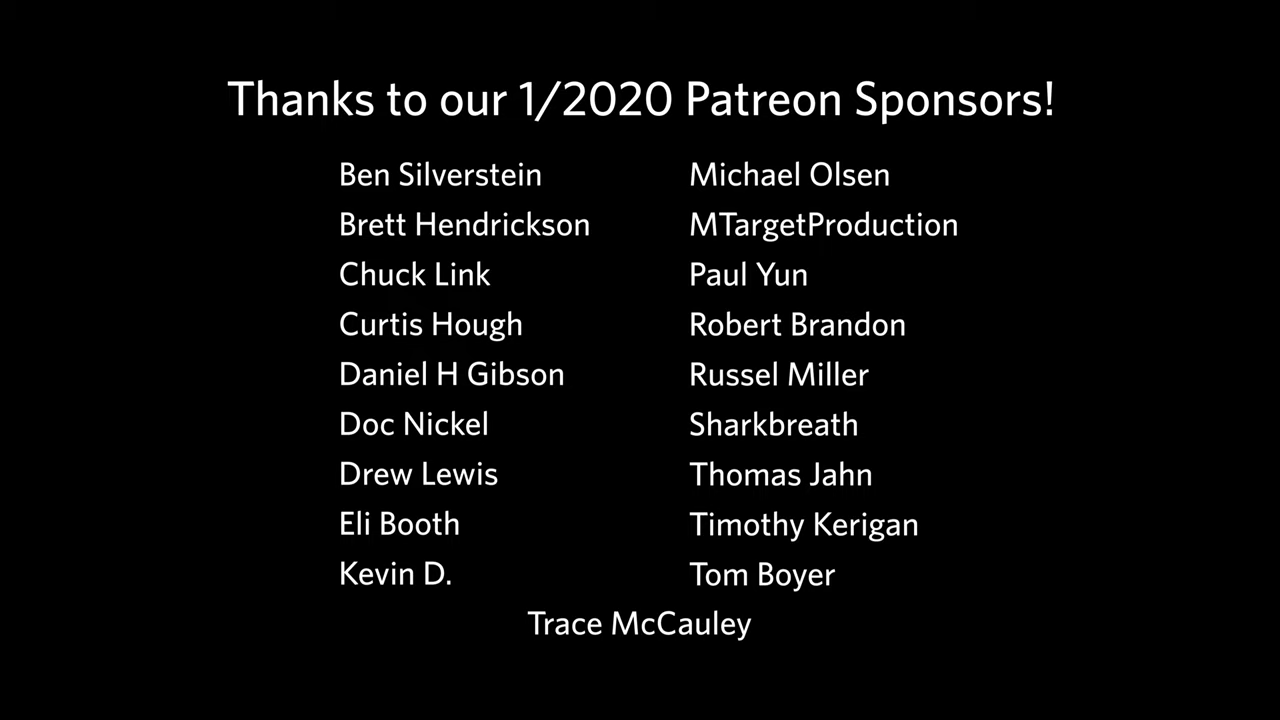 Thanks to our 1/2020 Patreon Sponsors!
Ben Silverstein
Brett Hendrickson
Chuck Link
Curtis Hough
Daniel H Gibson
Doc Nickel
Drew Lewis
Eli Booth
Kevin D.
Michael Olsen
MTargetProduction
Paul Yun
Robert Brandon
Russel Miller
Sharkbreath
Thomas Jahn
Timothy Kerigan
Tom Boyer
Trace McCauley